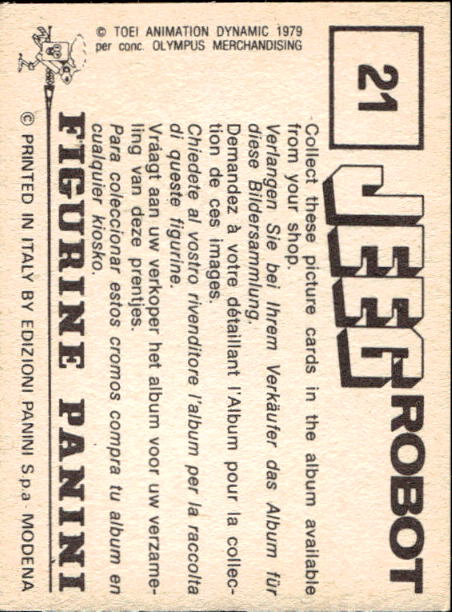 21
JEEG ROBOT
Collect these picture cards in the album available
from your shop.
Verlangen Sie bei Ihrem Verkäufer das Album für
diese Bildersammlung.
Demandez à votre détaillant l'Album pour la collec-
tion de ces images.
Chiedete al vostro rivenditore l'album per la raccolta
di queste figurine.
Vráagt aan uw verkoper het album voor uw verzame-
ling van deze prentjes.
Para coleccionar estos cromos compra tu album en
cualquier kiosko.
FIGURINE PANINI
© PRINTED IN ITALY BY EDIZIONI PANINI S.p.a - MODENA
© TOEI ANIMATION DYNAMIC 1979
per conc. OLYMPUS MERCHANDISING